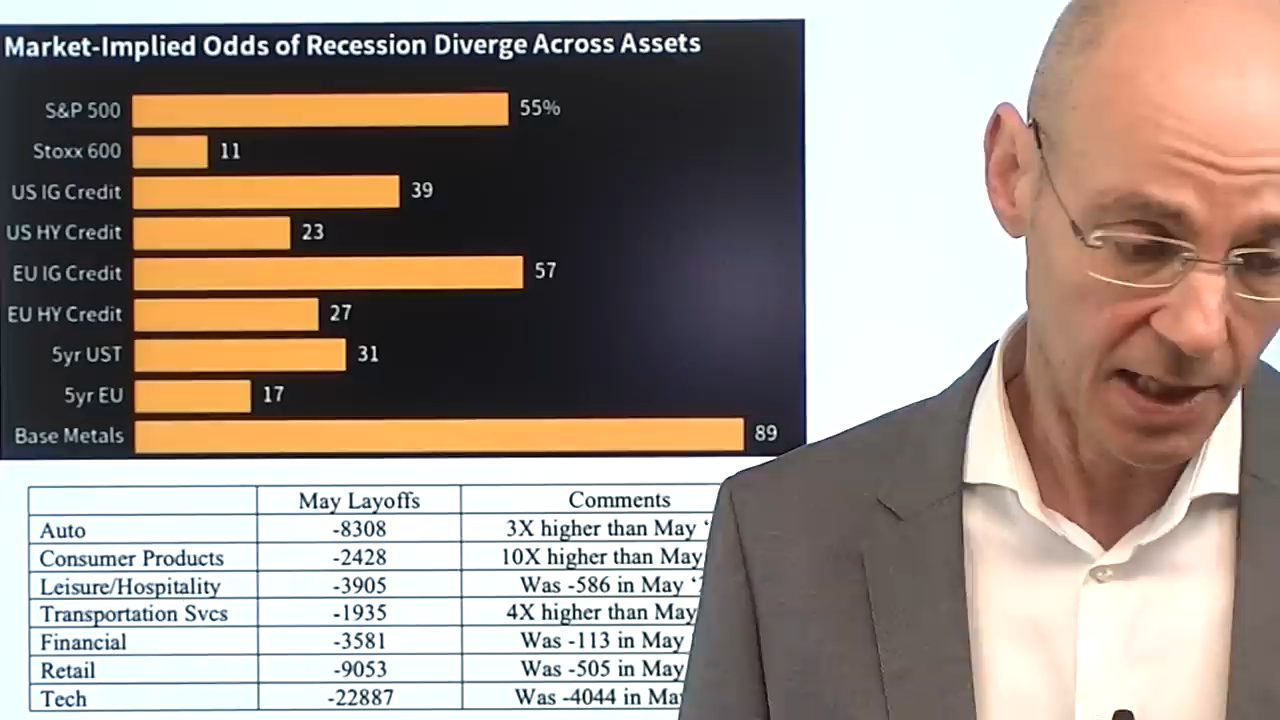 Market-Implied Odds of Recession Diverge Across Assets
S&P 500 55%
Stoxx 600 11
US IG Credit 39
US HY Credit 23
EU IG Credit 57
EU HY Credit 27
5yr UST 31
5yr EU 17
Base Metals 89
May Layoffs Comments
Auto -8308 3X higher than May
Consumer Products -2428 10X higher than May
Leisure/Hospitality -3905 Was -586 in May
Transportation Svcs -1935 4X higher than May
Financial -3581 Was -113 in May
Retail -9053 Was -505 in May
Tech -22887 Was -4044 in